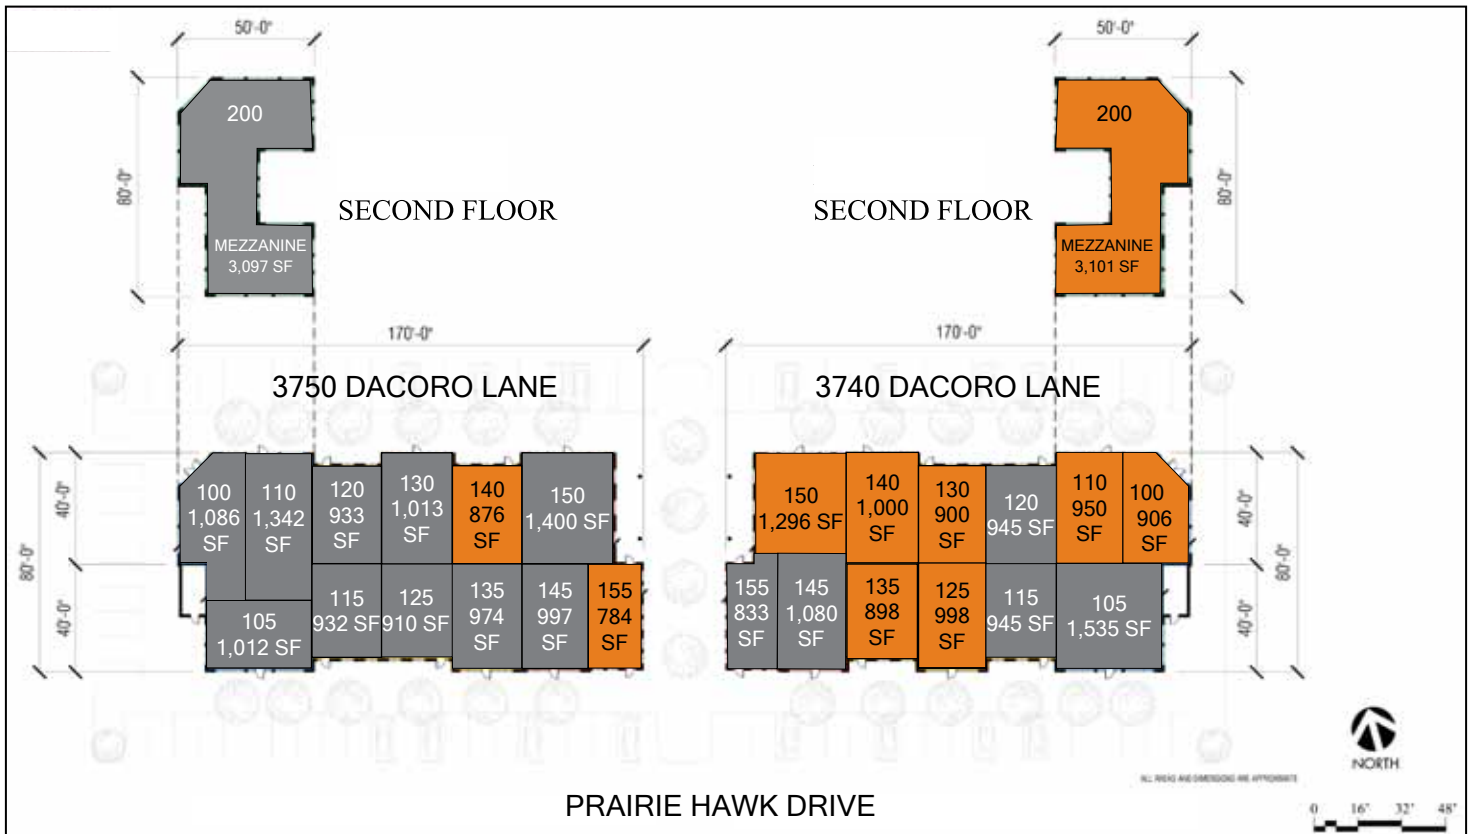 50'-0"
50'-0"
200
200
80'-0"
80'-0"
SECOND FLOOR
SECOND FLOOR
MEZZANINE
3,097 SF
MEZZANINE
3,101 SF
170'-0"
170'-0"
3750 DACORO LANE
3740 DACORO LANE
80'-0"
40'-0"
40'-0"
100
1,086
SF
110
1,342
SF
120
933
SF
130
1,013
SF
140
876
SF
150
1,400 SF
105
1,012 SF
115
932 SF
125
910 SF
135
974
SF
145
997
SF
155
784
SF
150
1,296 SF
140
1,000
SF
130
900
SF
120
945 SF
110
950
SF
100
906
SF
155
833
SF
145
1,080
SF
135
898
SF
125
998
SF
115
945 SF
105
1,535 SF
40'-0"
40'-0"
80'-0"
NORTH
ALL AREAS AND DIMENSIONS ARE APPROXIMATE
PRAIRIE HAWK DRIVE
0 16' 32' 48'